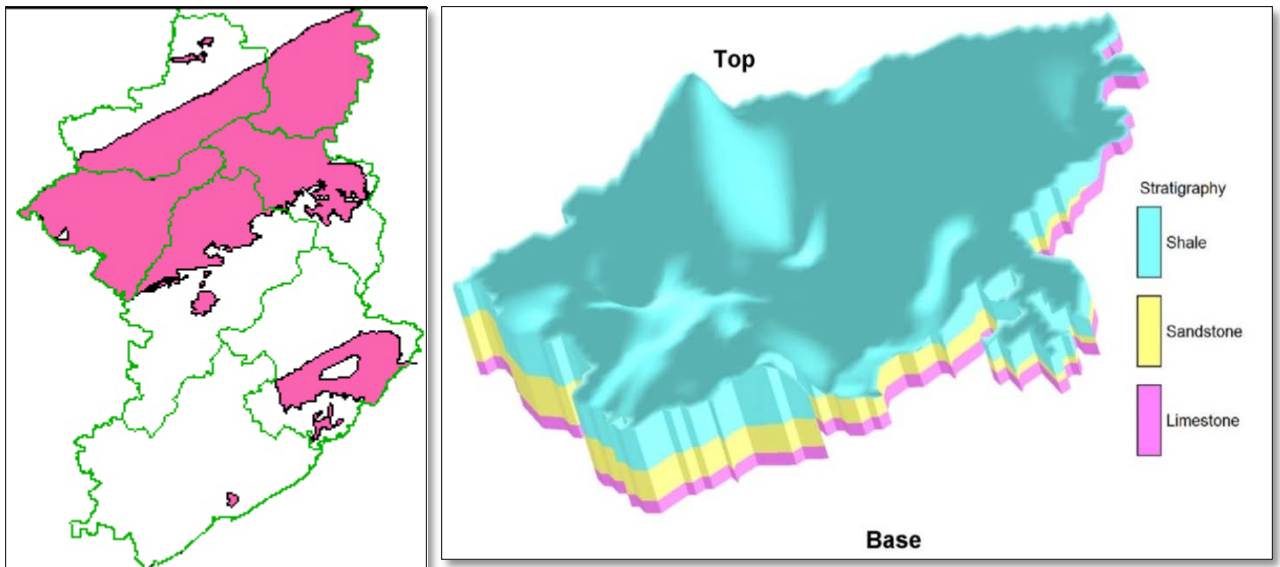 Top
Stratigraphy
Shale
Sandstone
Limestone
Base